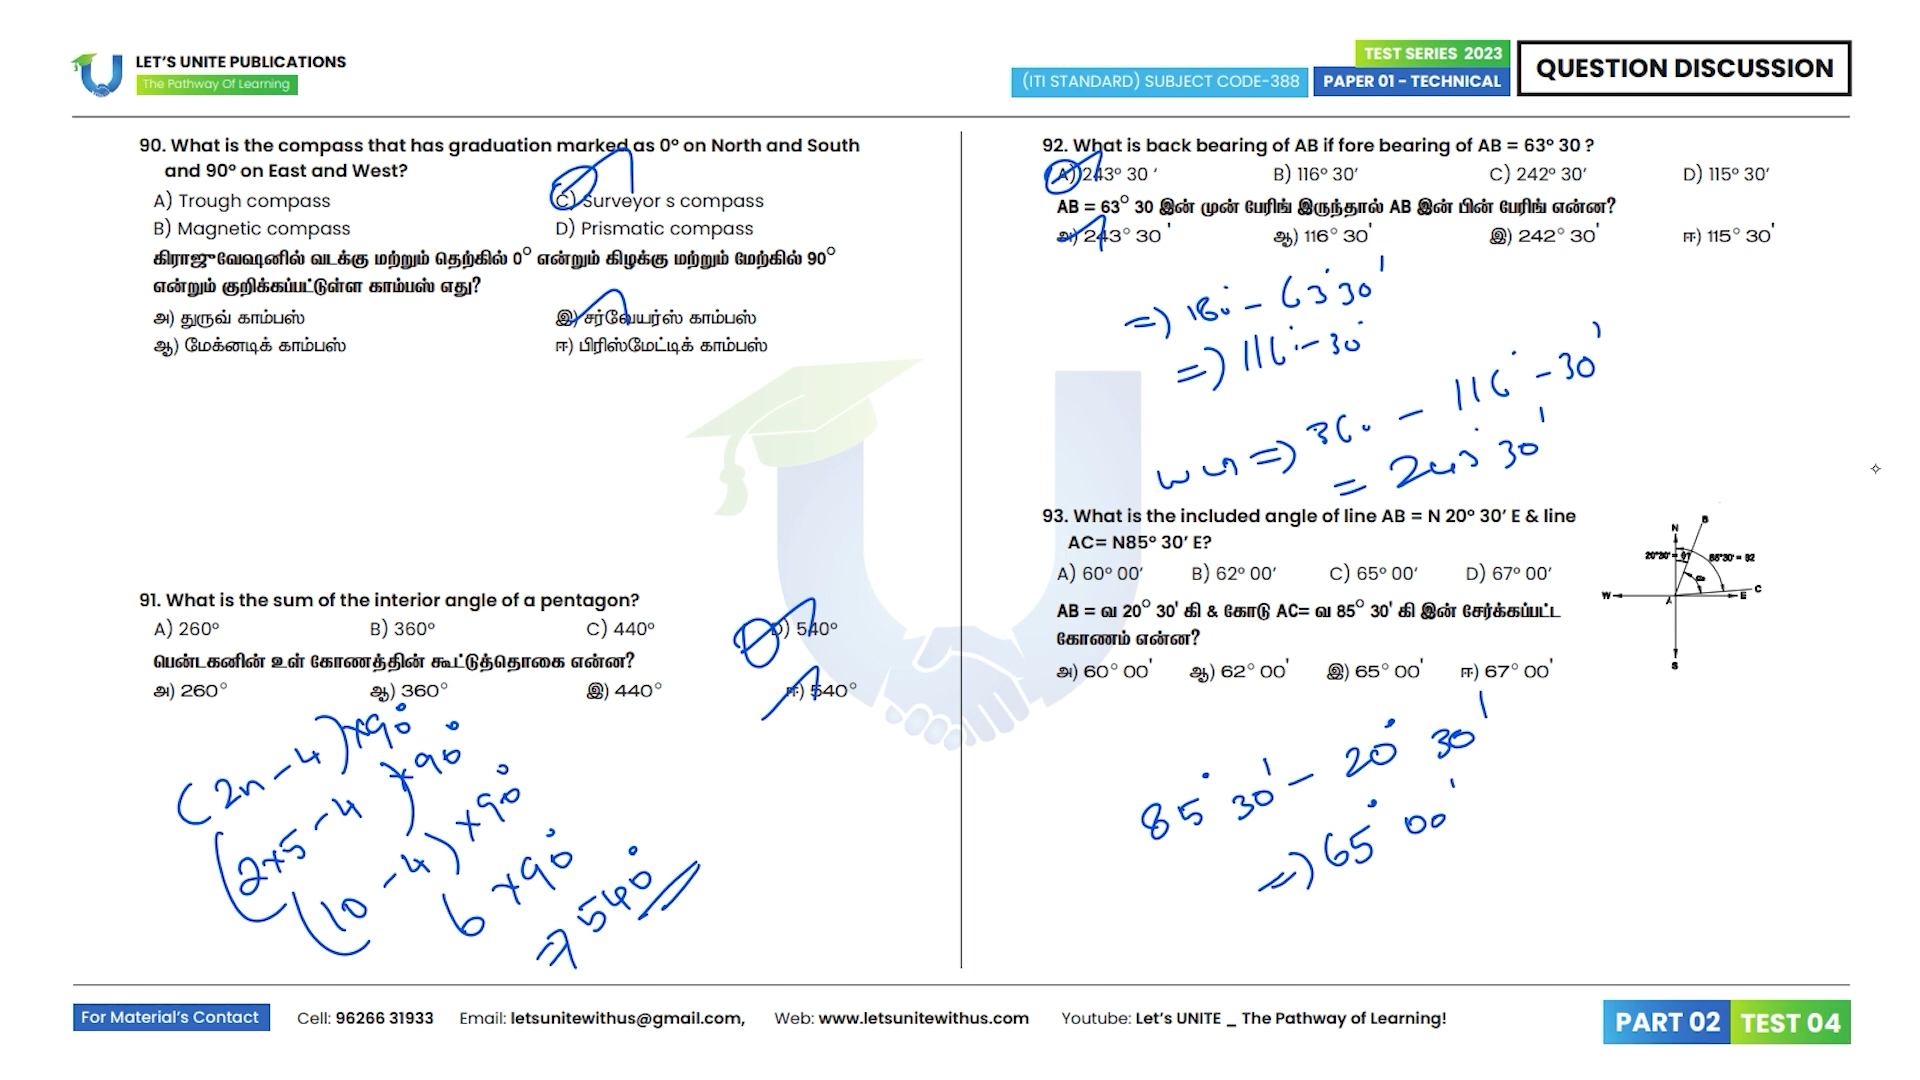 LET'S UNITE PUBLICATIONS
The Pathway Of Learning
TEST SERIES 2023
(ITI STANDARD) SUBJECT CODE-388
PAPER 01 - TECHNICAL
QUESTION DISCUSSION
90. What is the compass that has graduation marked as 0° on North and South
and 90° on East and West?
A) Trough compass
C) Surveyor s compass
B) Magnetic compass
D) Prismatic compass
கிராஜுவேஷனில் வடக்கு மற்றும் தெற்கில் 0° என்றும் கிழக்கு மற்றும் மேற்கில் 90°
என்றும் குறிக்கப்பட்டுள்ள காம்பஸ் எது?
அ) துருவ் காம்பஸ்
இ) சர்வேயர்ஸ் காம்பஸ்
ஆ) மேக்னடிக் காம்பஸ்
ஈ) பிரிஸ்மேட்டிக் காம்பஸ்
91. What is the sum of the interior angle of a pentagon?
A) 260° B) 360° C) 440° D) 540°
பென்டகனின் உள் கோணத்தின் கூட்டுத்தொகை என்ன?
அ) 260° ஆ) 360° இ) 440° ஈ) 540°
(2n-4)×90°
(2×5-4)×90°
(10-4)×90°
6×90°
⇒ 540°
92. What is back bearing of AB if fore bearing of AB = 63° 30 ?
A) 243° 30 ' B) 116° 30' C) 242° 30' D) 115° 30'
AB = 63° 30 இன் முன் பேரிங் இருந்தால் AB இன் பின் பேரிங் என்ன?
அ) 243° 30' ஆ) 116° 30' இ) 242° 30' ஈ) 115° 30'
=) 180° - 63° 30'
=) 116° - 30'
=) 360 - 116° - 30'
= 243° 30'
93. What is the included angle of line AB = N 20° 30' E & line
AC= N85° 30' E?
A) 60° 00' B) 62° 00' C) 65° 00' D) 67° 00'
AB = வ 20° 30' கி & கோடு AC= வ 85° 30' கி இன் சேர்க்கப்பட்ட
கோணம் என்ன?
அ) 60° 00' ஆ) 62° 00' இ) 65° 00' ஈ) 67° 00'
N B
20°30' = θ1 85°30' = θ2
W A E C
S
85° 30' - 20° 30'
=) 65° 00'
For Material's Contact
Cell: 96266 31933 Email: letsunitewithus@gmail.com, Web: www.letsunitewithus.com Youtube: Let's UNITE _ The Pathway of Learning!
PART 02 TEST 04